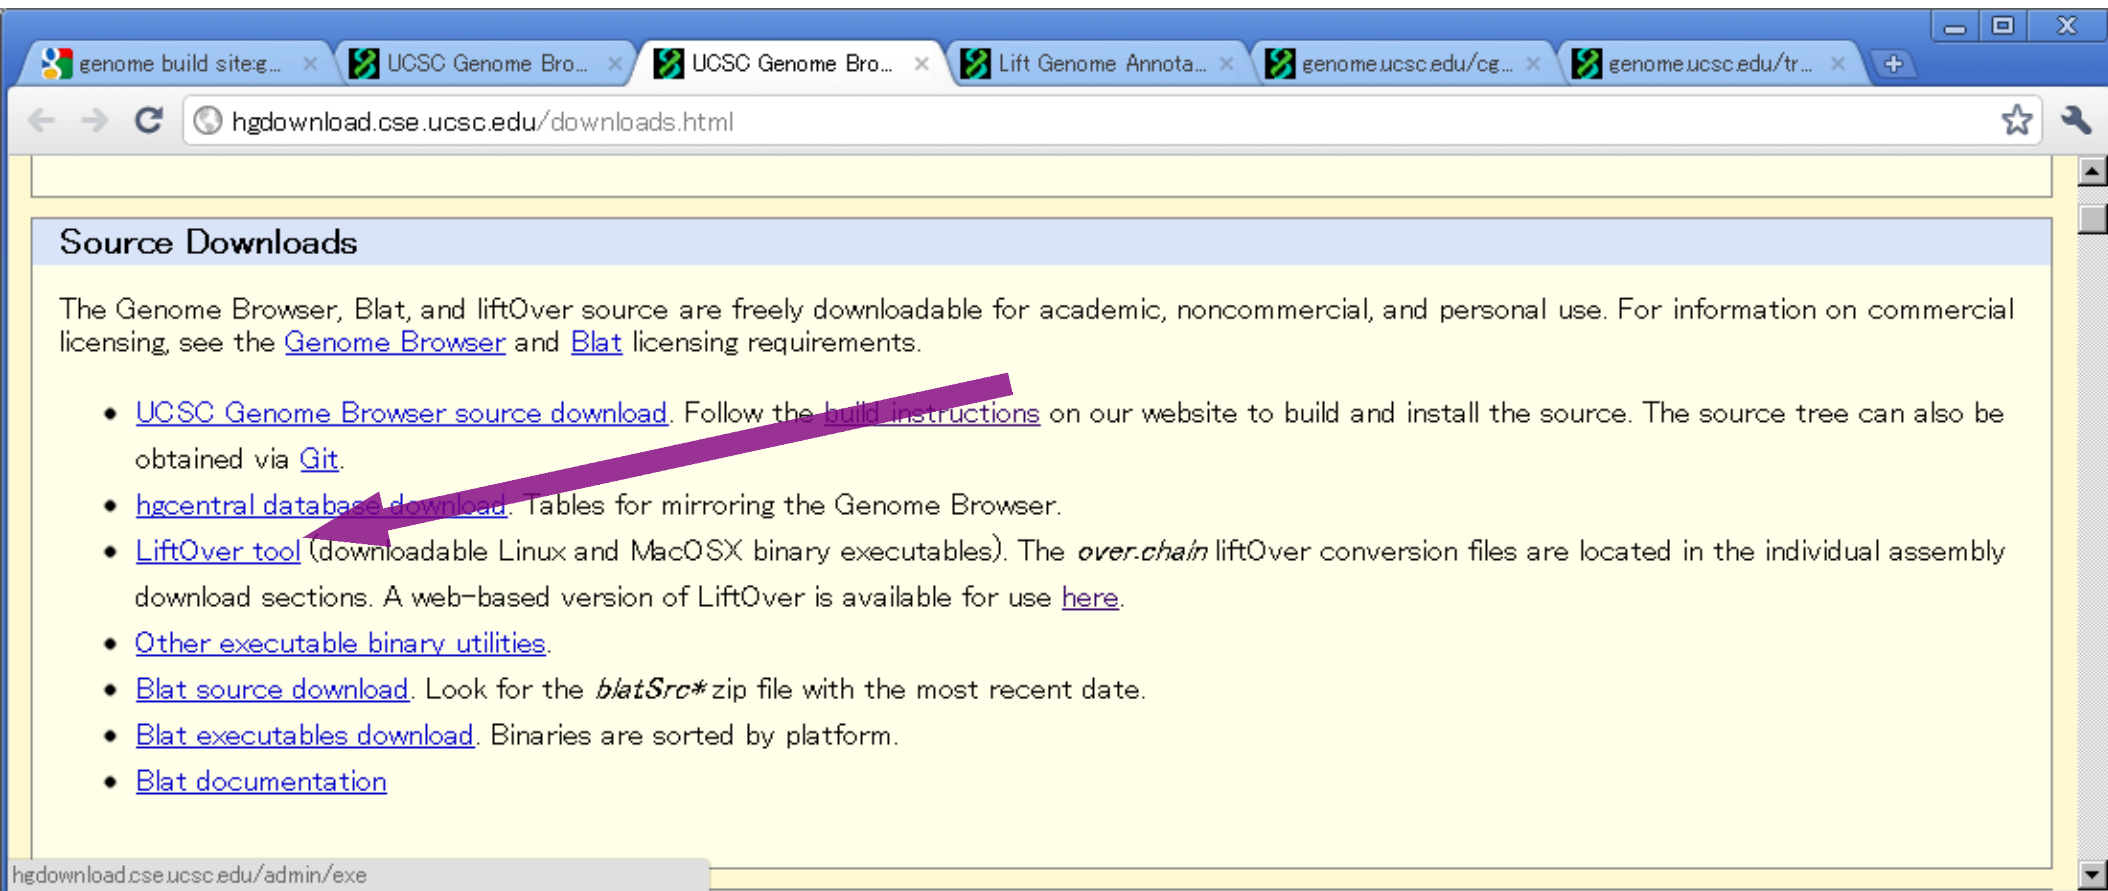 genome build site:g...
UCSC Genome Bro...
UCSC Genome Bro...
Lift Genome Annota...
genome.ucsc.edu/cg...
genome.ucsc.edu/tr...
hgdownload.cse.ucsc.edu/downloads.html
Source Downloads
The Genome Browser, Blat, and liftOver source are freely downloadable for academic, noncommercial, and personal use. For information on commercial
licensing, see the Genome Browser and Blat licensing requirements.
• UCSC Genome Browser source download. Follow the build instructions on our website to build and install the source. The source tree can also be
obtained via Git.
• hgcentral database download. Tables for mirroring the Genome Browser.
• LiftOver tool (downloadable Linux and MacOSX binary executables). The over.chain liftOver conversion files are located in the individual assembly
download sections. A web-based version of LiftOver is available for use here.
• Other executable binary utilities.
• Blat source download. Look for the blatSrc* zip file with the most recent date.
• Blat executables download. Binaries are sorted by platform.
• Blat documentation
hgdownload.cse.ucsc.edu/admin/exe